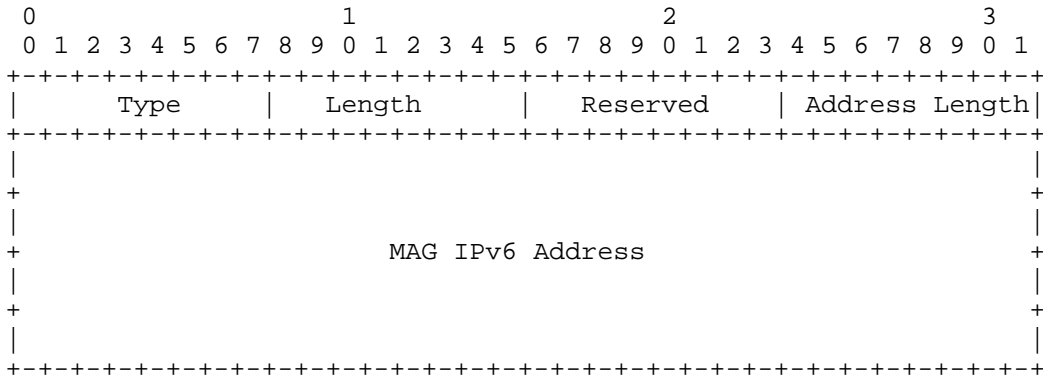 0                   1                   2                   3
 0 1 2 3 4 5 6 7 8 9 0 1 2 3 4 5 6 7 8 9 0 1 2 3 4 5 6 7 8 9 0 1
+-+-+-+-+-+-+-+-+-+-+-+-+-+-+-+-+-+-+-+-+-+-+-+-+-+-+-+-+-+-+-+-+
|      Type     |   Length      |   Reserved    | Address Length|
+-+-+-+-+-+-+-+-+-+-+-+-+-+-+-+-+-+-+-+-+-+-+-+-+-+-+-+-+-+-+-+-+
|                                                               |
+                                                               +
|                                                               |
+                       MAG IPv6 Address                        +
|                                                               |
+                                                               +
|                                                               |
+-+-+-+-+-+-+-+-+-+-+-+-+-+-+-+-+-+-+-+-+-+-+-+-+-+-+-+-+-+-+-+-+